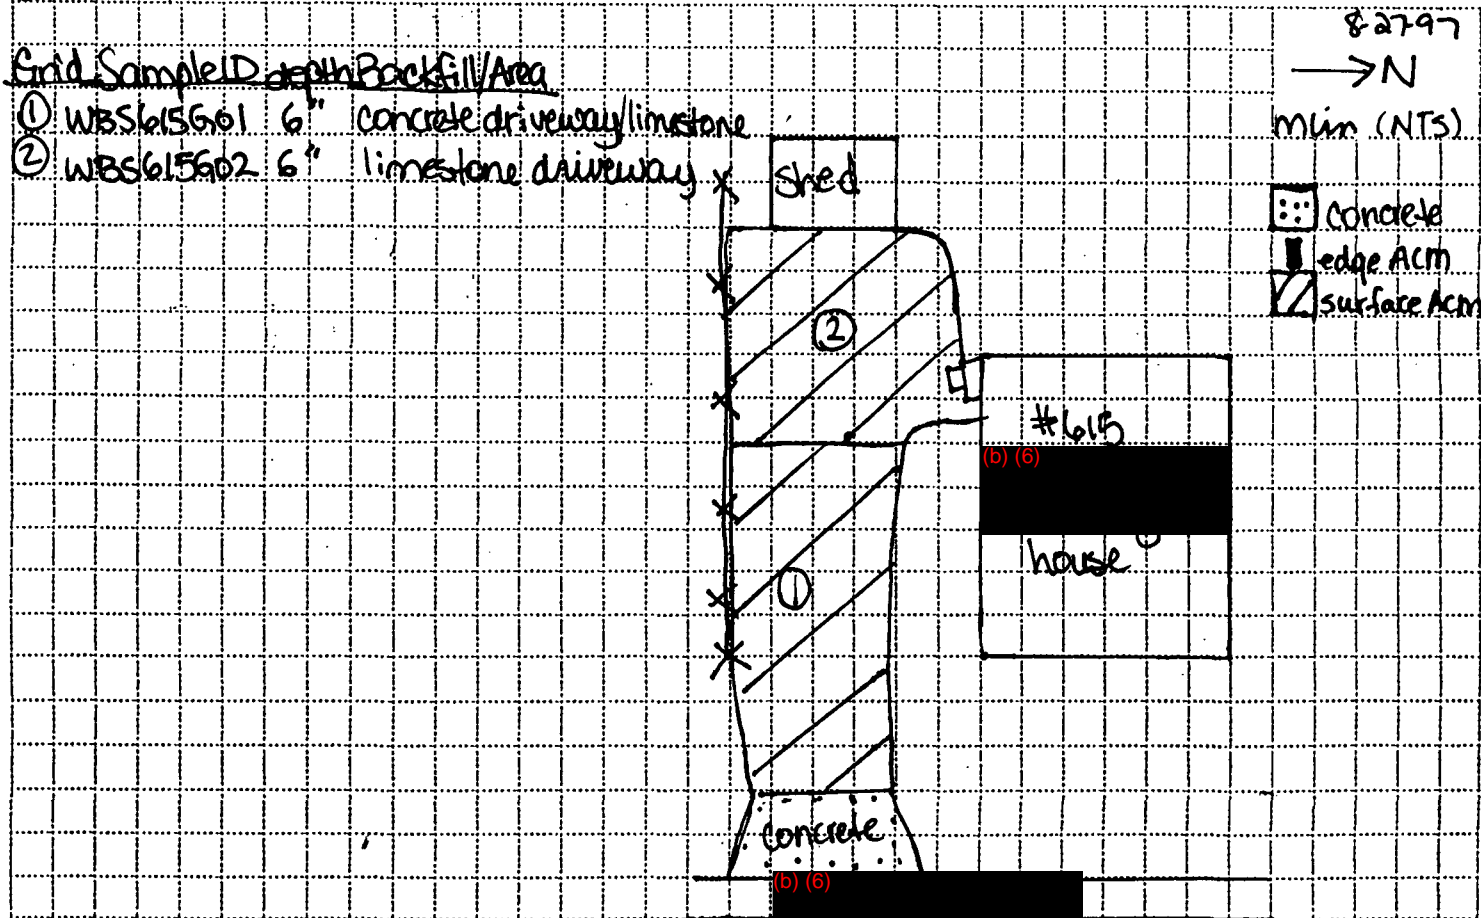 8-27-97
Grid SampleID depth Backfill/Area
→N
① WBS615G01 6" concrete driveway/limestone
mlm (NTS)
② WBS615G02 6" limestone driveway
shed
concrete
edge ACM
surface ACM
②
#615
(b) (6)
house
①
concrete
(b) (6)